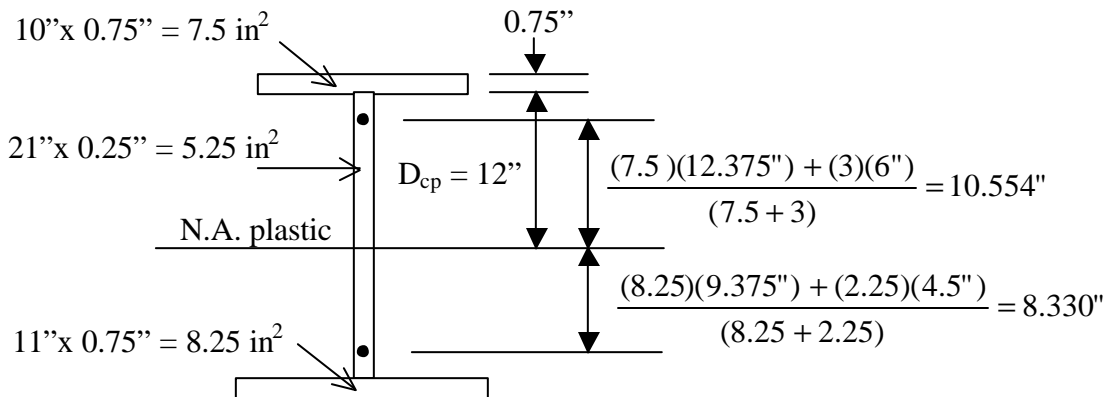 10”x 0.75” = 7.5 in²
0.75”
21”x 0.25” = 5.25 in²
D_cp = 12”
(7.5 )(12.375") + (3)(6")
(7.5 + 3)
= 10.554"
N.A. plastic
(8.25)(9.375") + (2.25)(4.5")
(8.25 + 2.25)
= 8.330"
11”x 0.75” = 8.25 in²